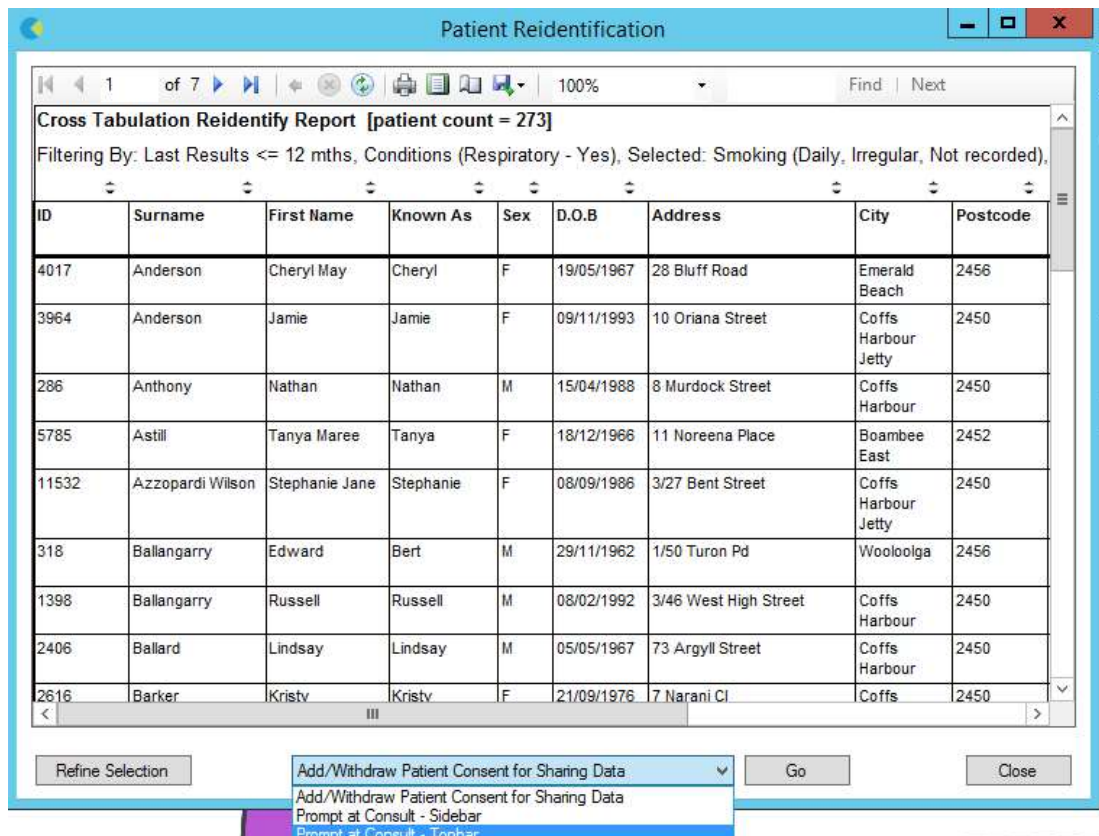 Patient Reidentification
1 of 7 100% Find | Next
Cross Tabulation Reidentify Report [patient count = 273]
Filtering By: Last Results <= 12 mths, Conditions (Respiratory - Yes), Selected: Smoking (Daily, Irregular, Not recorded),
ID Surname First Name Known As Sex D.O.B Address City Postcode
4017 Anderson Cheryl May Cheryl F 19/05/1967 28 Bluff Road Emerald 2456
Beach
3964 Anderson Jamie Jamie F 09/11/1993 10 Oriana Street Coffs 2450
Harbour
Jetty
286 Anthony Nathan Nathan M 15/04/1988 8 Murdock Street Coffs 2450
Harbour
5785 Astill Tanya Maree Tanya F 18/12/1966 11 Noreena Place Boambee 2452
East
11532 Azzopardi Wilson Stephanie Jane Stephanie F 08/09/1986 3/27 Bent Street Coffs 2450
Harbour
Jetty
318 Ballangarry Edward Bert M 29/11/1962 1/50 Turon Pd Wooloolga 2456
1398 Ballangarry Russell Russell M 08/02/1992 3/46 West High Street Coffs 2450
Harbour
2406 Ballard Lindsay Lindsay M 05/05/1967 73 Argyll Street Coffs 2450
Harbour
2616 Barker Kristy Kristy F 21/09/1976 7 Narani Cl Coffs 2450
Refine Selection Add/Withdraw Patient Consent for Sharing Data Go Close
Add/Withdraw Patient Consent for Sharing Data
Prompt at Consult - Sidebar
Prompt at Consult - Topbar